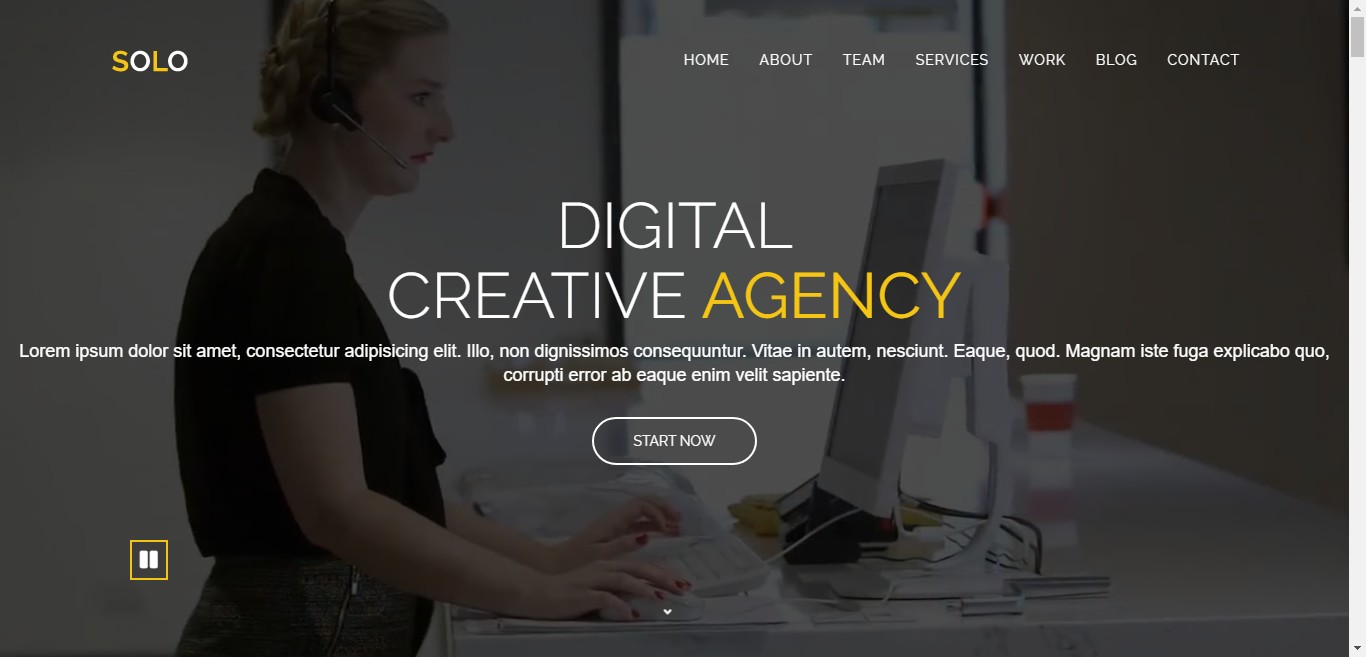 SOLO
HOME ABOUT TEAM SERVICES WORK BLOG CONTACT
DIGITAL
CREATIVE AGENCY
Lorem ipsum dolor sit amet, consectetur adipisicing elit. Illo, non dignissimos consequuntur. Vitae in autem, nesciunt. Eaque, quod. Magnam iste fuga explicabo quo,
corrupti error ab eaque enim velit sapiente.
START NOW